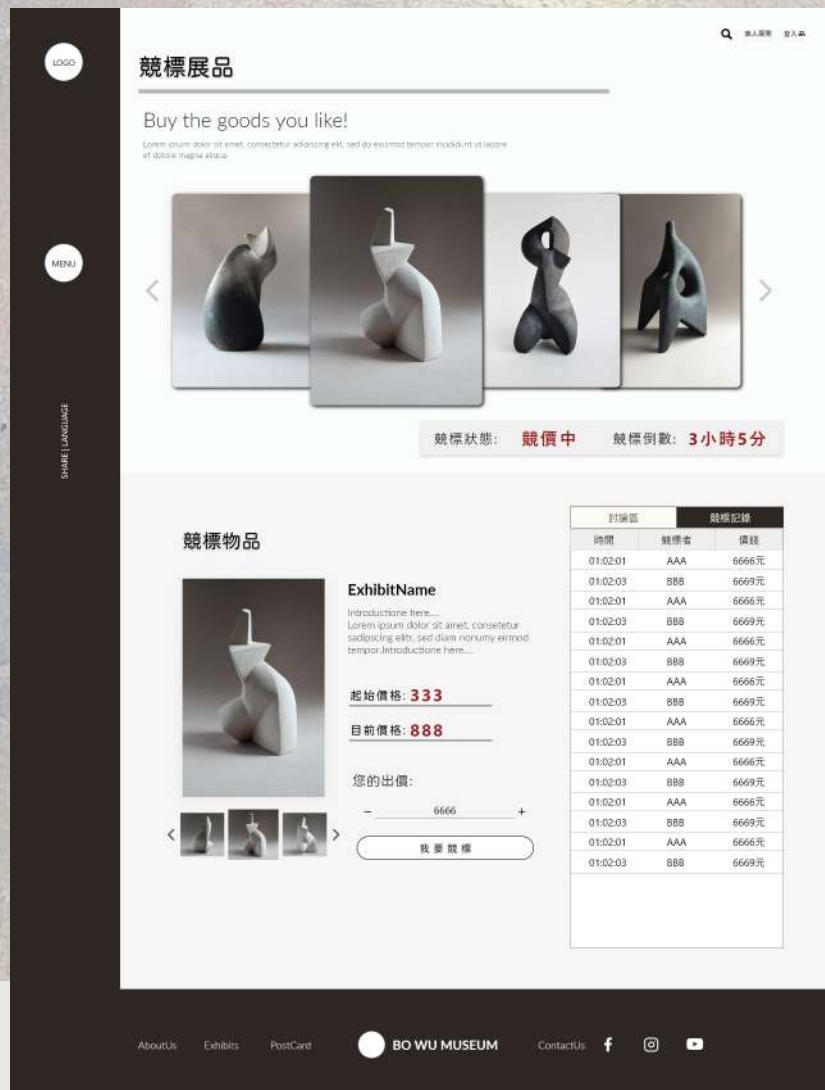 LOGO
個人展間 登入
競標展品
Buy the goods you like!
Lorem ipsum dolor sit amet, consectetur adipiscing elit, sed do eiusmod tempor incididunt ut labore
et dolore magna aliqua.
MENU
SHARE | LANGUAGE
競標狀態: 競價中 競標倒數: 3小時5分
競標物品
ExhibitName
Introductione here....
Lorem ipsum dolor sit amet, consetetur
sadipscing elitr, sed diam nonumy eirmod
tempor.Introductione here....
起始價格: 333
目前價格: 888
您的出價:
− 6666 +
我要競標
討論區 競標記錄
時間 競標者 價錢
01:02:01 AAA 6666元
01:02:03 BBB 6669元
01:02:01 AAA 6666元
01:02:03 BBB 6669元
01:02:01 AAA 6666元
01:02:03 BBB 6669元
01:02:01 AAA 6666元
01:02:03 BBB 6669元
01:02:01 AAA 6666元
01:02:03 BBB 6669元
01:02:01 AAA 6666元
01:02:03 BBB 6669元
01:02:01 AAA 6666元
01:02:03 BBB 6669元
01:02:01 AAA 6666元
01:02:03 BBB 6669元
AboutUs Exhibits PostCard BO WU MUSEUM ContactUs